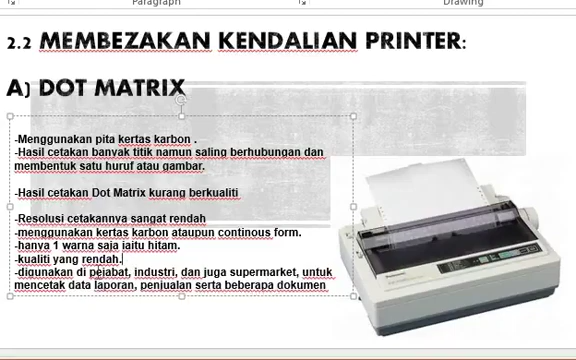 Paragraph
Drawing
2.2 MEMBEZAKAN KENDALIAN PRINTER:
A) DOT MATRIX
-Menggunakan pita kertas karbon .
-Hasil cetakan banyak titik namun saling berhubungan dan
membentuk satu huruf atau gambar.
-Hasil cetakan Dot Matrix kurang berkualiti
-Resolusi cetakannya sangat rendah
-menggunakan kertas karbon ataupun continous form.
-hanya 1 warna saja iaitu hitam.
-kualiti yang rendah.
-digunakan di pejabat, industri, dan juga supermarket, untuk
mencetak data laporan, penjualan serta beberapa dokumen